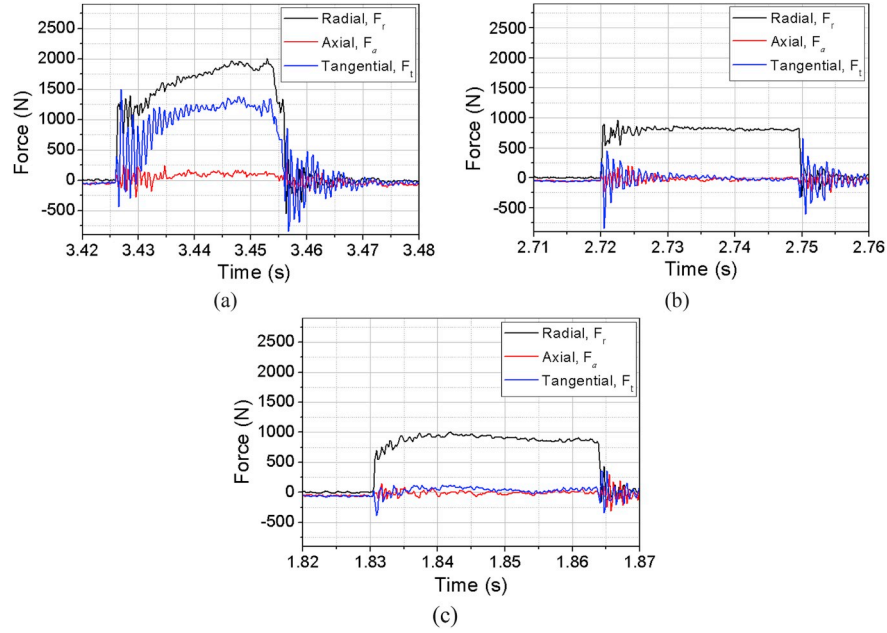 Radial, Fr
Axial, Fa
Tangential, Ft
2500
2000
1500
1000
500
0
-500
Force (N)
3.42 3.43 3.44 3.45 3.46 3.47 3.48
Time (s)
(a)
Radial, Fr
Axial, Fa
Tangential, Ft
2500
2000
1500
1000
500
0
-500
Force (N)
2.71 2.72 2.73 2.74 2.75 2.76
Time (s)
(b)
Radial, Fr
Axial, Fa
Tangential, Ft
2500
2000
1500
1000
500
0
-500
Force (N)
1.82 1.83 1.84 1.85 1.86 1.87
Time (s)
(c)